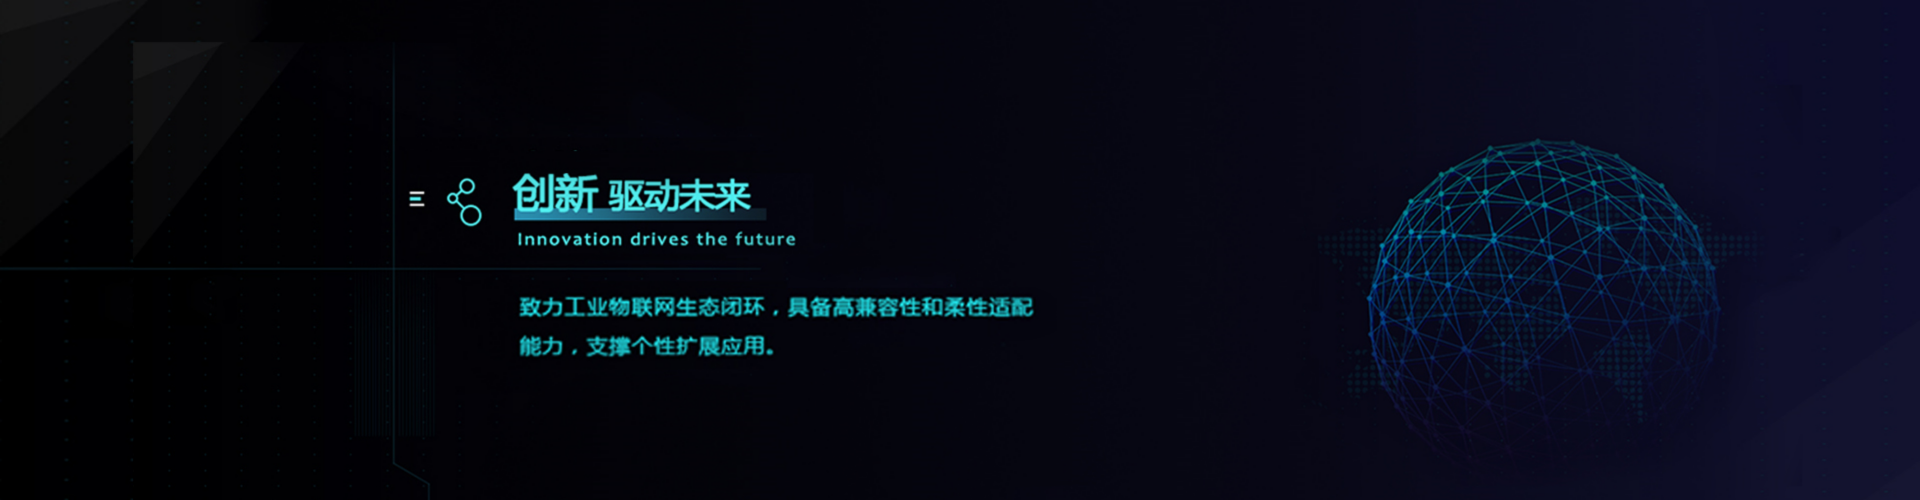 创新 驱动未来
Innovation drives the future
致力工业物联网生态闭环，具备高兼容性和柔性适配
能力，支撑个性扩展应用。